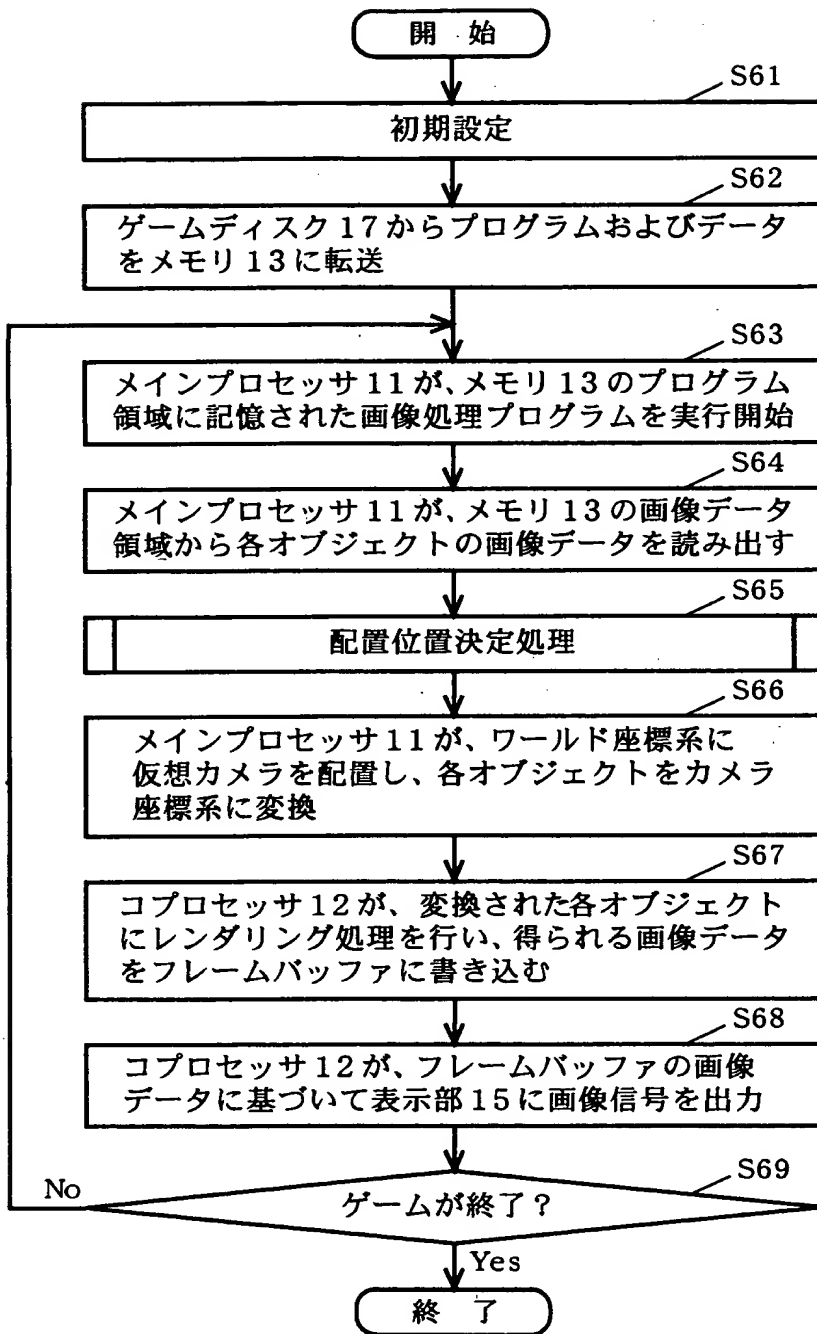 開 始
S61
初期設定
S62
ゲームディスク17からプログラムおよびデータ
をメモリ13に転送
S63
メインプロセッサ11が、メモリ13のプログラム
領域に記憶された画像処理プログラムを実行開始
S64
メインプロセッサ11が、メモリ13の画像データ
領域から各オブジェクトの画像データを読み出す
S65
配置位置決定処理
S66
メインプロセッサ11が、ワールド座標系に
仮想カメラを配置し、各オブジェクトをカメラ
座標系に変換
S67
コプロセッサ12が、変換された各オブジェクト
にレンダリング処理を行い、得られる画像データ
をフレームバッファに書き込む
S68
コプロセッサ12が、フレームバッファの画像
データに基づいて表示部15に画像信号を出力
S69
No
ゲームが終了?
Yes
終 了